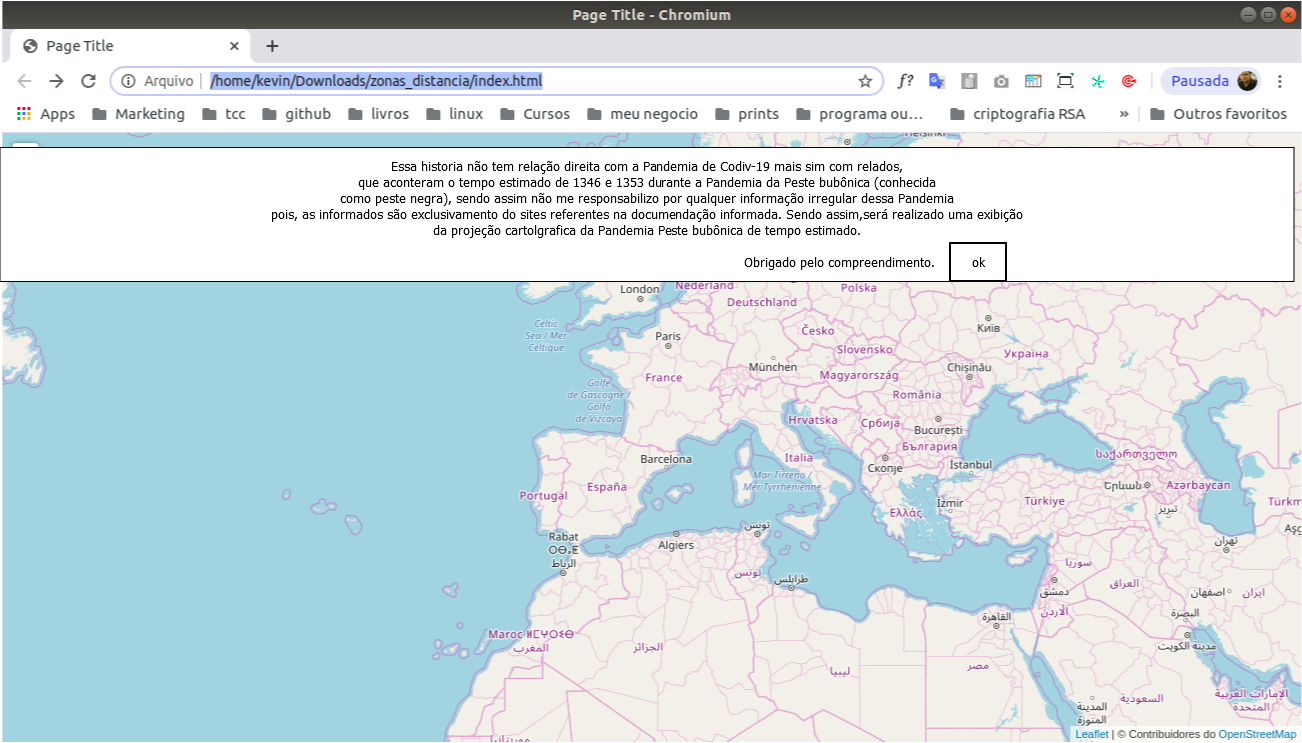 Page Title - Chromium
Page Title
Arquivo | /home/kevin/Downloads/zonas_distancia/index.html
f?
Pausada
Apps Marketing tcc github livros linux Cursos meu negocio prints programa ou... criptografia RSA » Outros favoritos
Essa historia não tem relação direita com a Pandemia de Codiv-19 mais sim com relados,
que aconteram o tempo estimado de 1346 e 1353 durante a Pandemia da Peste bubônica (conhecida
como peste negra), sendo assim não me responsabilizo por qualquer informação irregular dessa Pandemia
pois, as informados são exclusivamento do sites referentes na documendação informada. Sendo assim,será realizado uma exibição
da projeção cartolgrafica da Pandemia Peste bubônica de tempo estimado.
Obrigado pelo compreendimento. ok
London
Nederland
Deutschland
Polska
Celtic
Sea / Mer
Celtique
Paris
Česko
Київ
Slovensko
Україна
München
Chișinău
France
Magyarország
Golfe
de Gascogne /
Golfo
de Vizcaya
România
Hrvatska
Србија
București
България
Barcelona
Italia
Скопје
İstanbul
საქართველო
Mar Tirreno /
Mer Tyrrhénienne
Portugal
España
Երևան
Azərbaycan
Ελλάς
İzmir
Türkiye
تبریز
Rabat
ⵔⴱⴰⵟ
الرباط
Algiers
تونس
تونس
طرابلس
تهران
سوريا
دمشق
العراق
اصفهان
ایران
الأردن
القاهرة
البصرة
Maroc ⵍⵎⵖⵔⵉⴱ
المغرب
الجزائر
ليبيا
مصر
مدينة الكويت
السعودية
الإمارات العربية
المتحدة
المدينة
المنورة
موريتانيا
Leaflet | © Contribuidores do OpenStreetMap